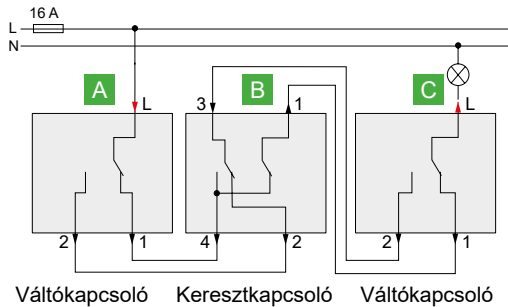 16 A
L
N
A
L
3
B
1
C
L
2
1
4
2
2
1
Váltókapcsoló
Keresztkapcsoló
Váltókapcsoló